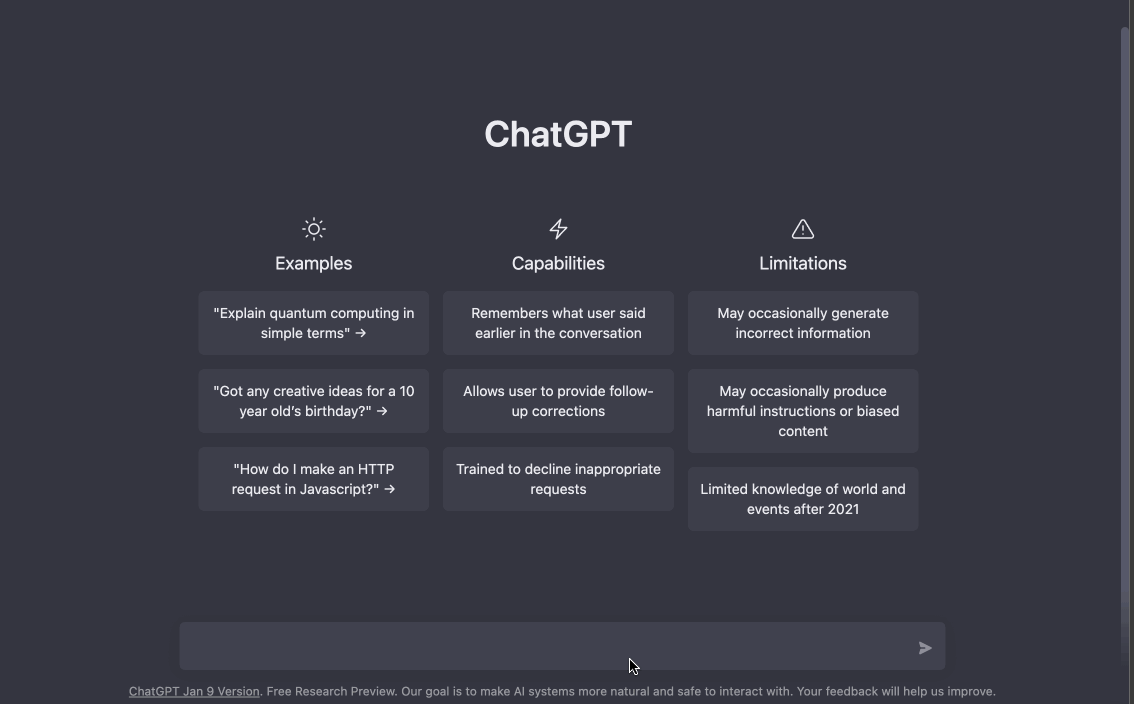 ChatGPT
Examples
"Explain quantum computing in
simple terms" →
"Got any creative ideas for a 10
year old's birthday?" →
"How do I make an HTTP
request in Javascript?" →
Capabilities
Remembers what user said
earlier in the conversation
Allows user to provide follow-
up corrections
Trained to decline inappropriate
requests
Limitations
May occasionally generate
incorrect information
May occasionally produce
harmful instructions or biased
content
Limited knowledge of world and
events after 2021
ChatGPT Jan 9 Version. Free Research Preview. Our goal is to make AI systems more natural and safe to interact with. Your feedback will help us improve.